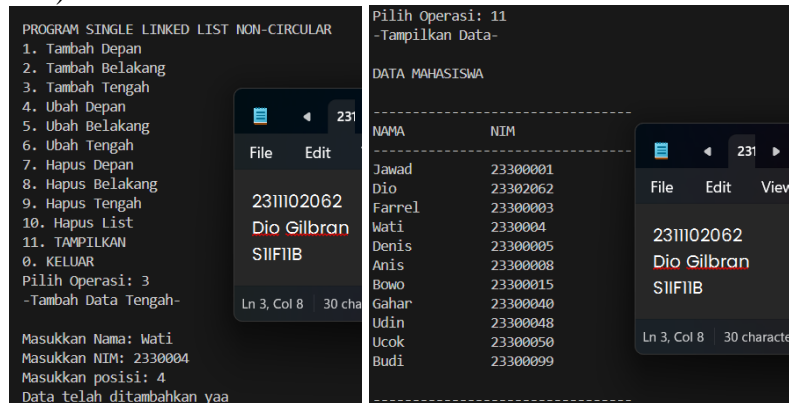 PROGRAM SINGLE LINKED LIST NON-CIRCULAR
1. Tambah Depan
2. Tambah Belakang
3. Tambah Tengah
4. Ubah Depan
5. Ubah Belakang
6. Ubah Tengah
7. Hapus Depan
8. Hapus Belakang
9. Hapus Tengah
10. Hapus List
11. TAMPILKAN
0. KELUAR
Pilih Operasi: 3
-Tambah Data Tengah-
Masukkan Nama: Wati
Masukkan NIM: 2330004
Masukkan posisi: 4
Data telah ditambahkan yaa
231
File Edit
2311102062
Dio Gilbran
S1IF11B
Ln 3, Col 8 30 cha
Pilih Operasi: 11
-Tampilkan Data-
DATA MAHASISWA
--------------------------------
NAMA NIM
--------------------------------
Jawad 23300001
Dio 23302062
Farrel 23300003
Wati 2330004
Denis 23300005
Anis 23300008
Bowo 23300015
Gahar 23300040
Udin 23300048
Ucok 23300050
Budi 23300099
--------------------------------
231
File Edit View
2311102062
Dio Gilbran
S1IF11B
Ln 3, Col 8 30 characte